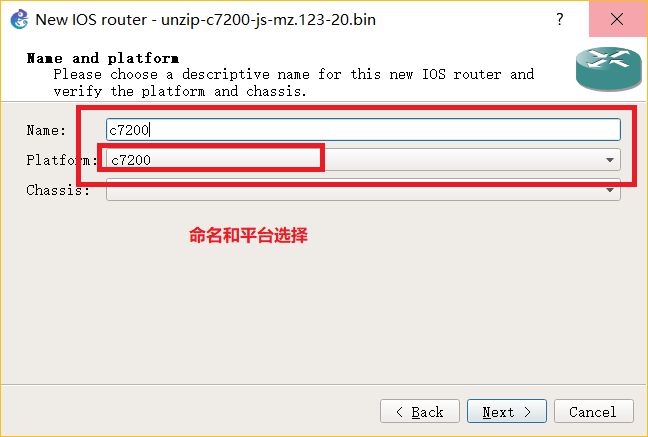 New IOS router - unzip-c7200-js-mz.123-20.bin
Name and platform
Please choose a descriptive name for this new IOS router and
verify the platform and chassis.
Name: c7200
Platform: c7200
Chassis:
命名和平台选择
< Back Next > Cancel